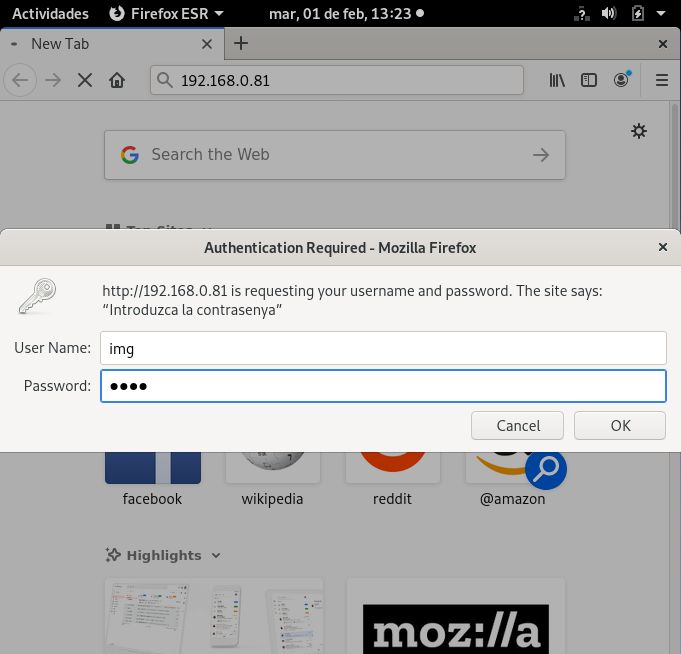 Actividades Firefox ESR mar, 01 de feb, 13:23
New Tab
192.168.0.81
Search the Web
Top Sites
Authentication Required - Mozilla Firefox
http://192.168.0.81 is requesting your username and password. The site says:
“Introduzca la contrasenya”
User Name: img
Password: ●●●●
Cancel OK
facebook wikipedia reddit @amazon
Highlights
moz://a